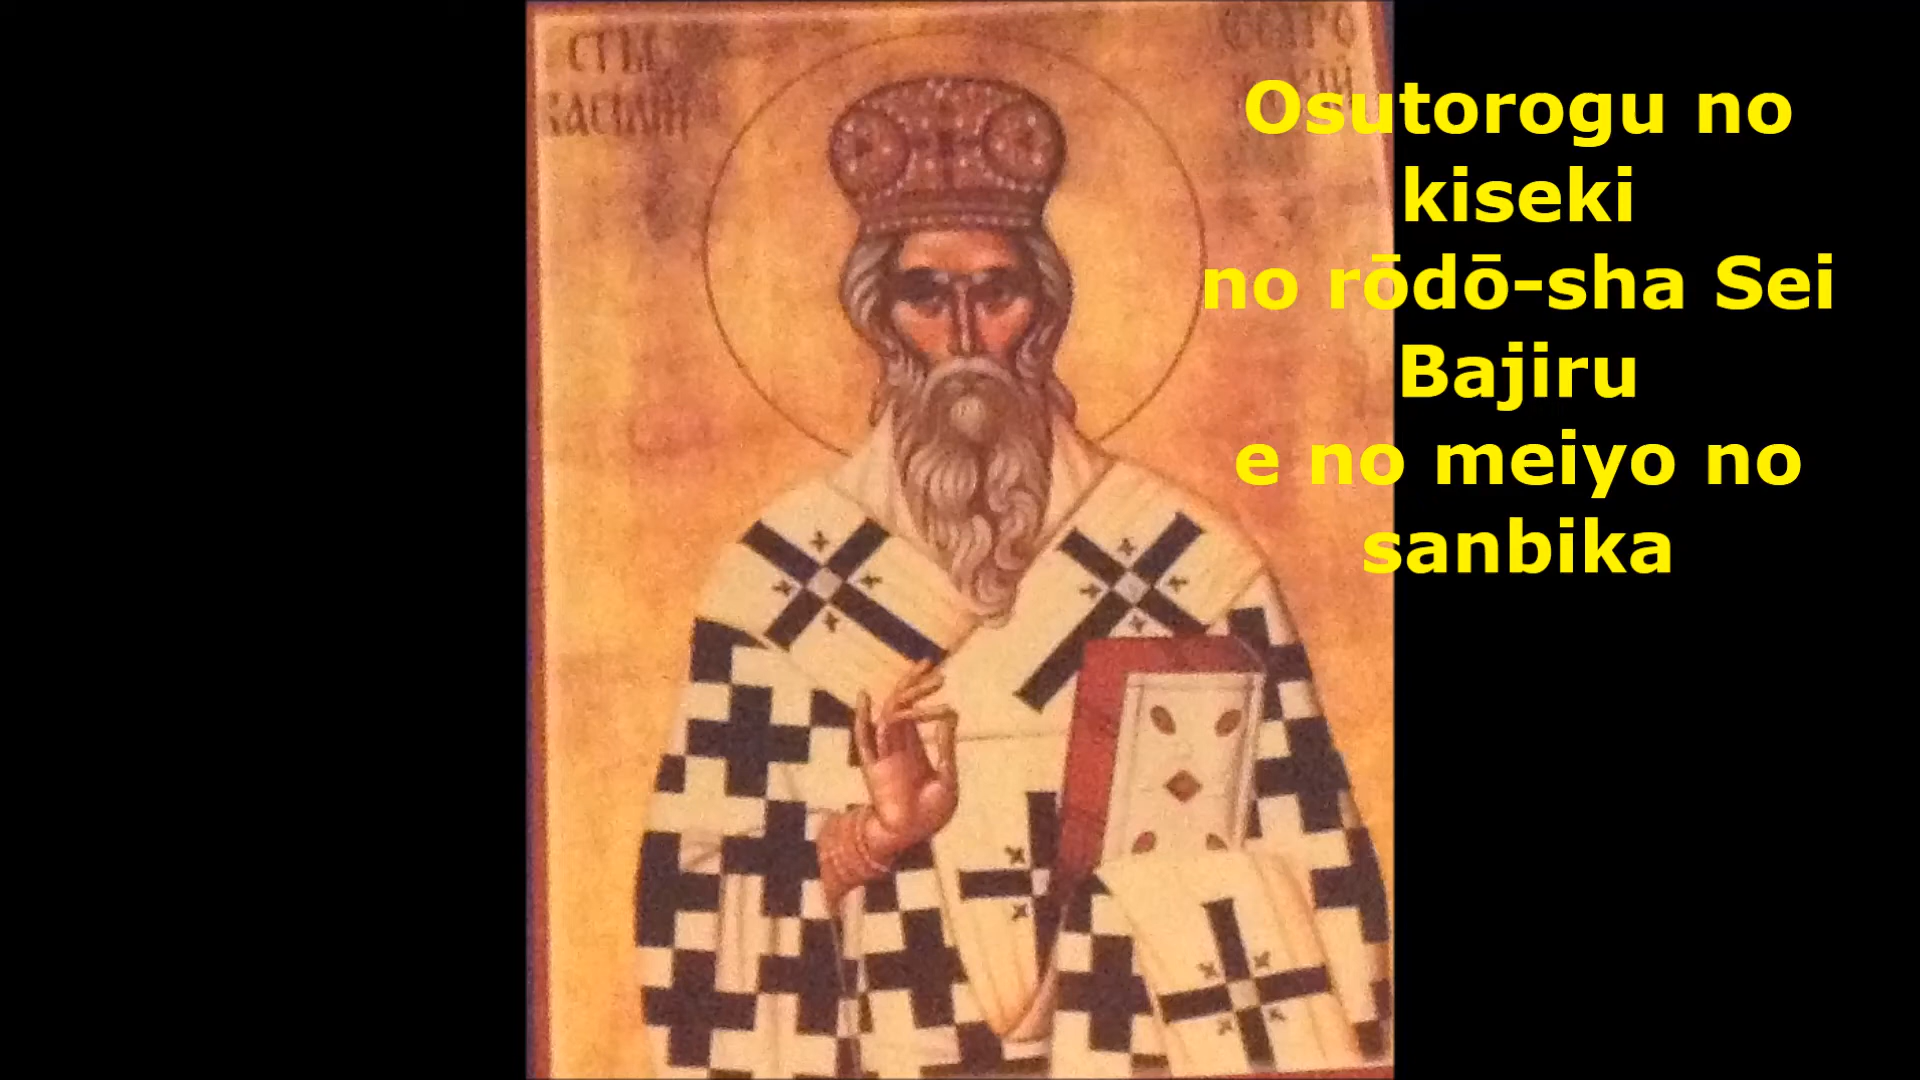 Osutorogu no
kiseki
no rōdō-sha Sei
Bajiru
e no meiyo no
sanbika